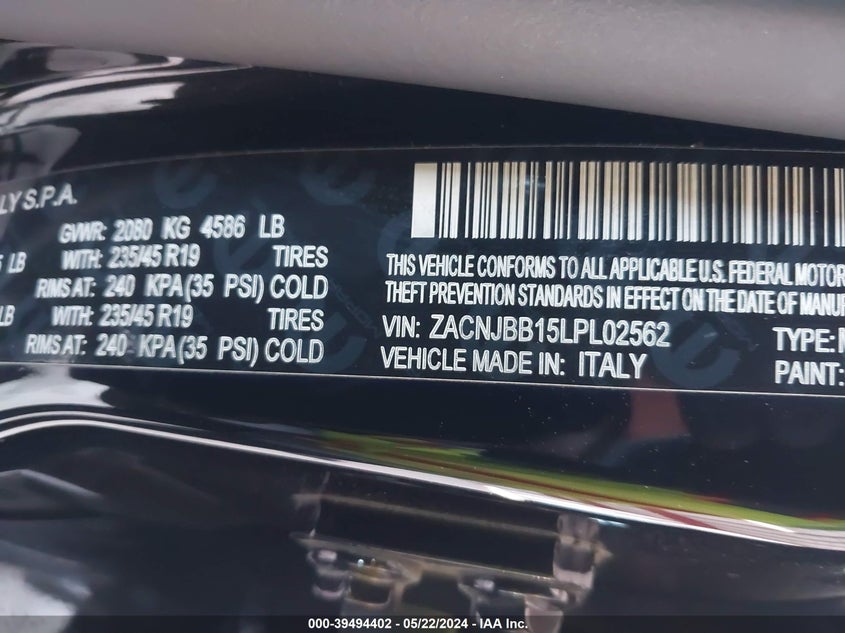 LY S.P.A.
GVWR: 2080 KG 4586 LB
LB WITH: 235/45 R19 TIRES
RIMS AT: 240 KPA(35 PSI) COLD
LB WITH: 235/45 R19 TIRES
RIMS AT: 240 KPA(35 PSI) COLD
THIS VEHICLE CONFORMS TO ALL APPLICABLE U.S. FEDERAL MOTOR
THEFT PREVENTION STANDARDS IN EFFECT ON THE DATE OF MANUF
VIN: ZACNJBB15LPL02562 TYPE:
VEHICLE MADE IN: ITALY PAINT:
000-39494402 - 05/22/2024 - IAA Inc.